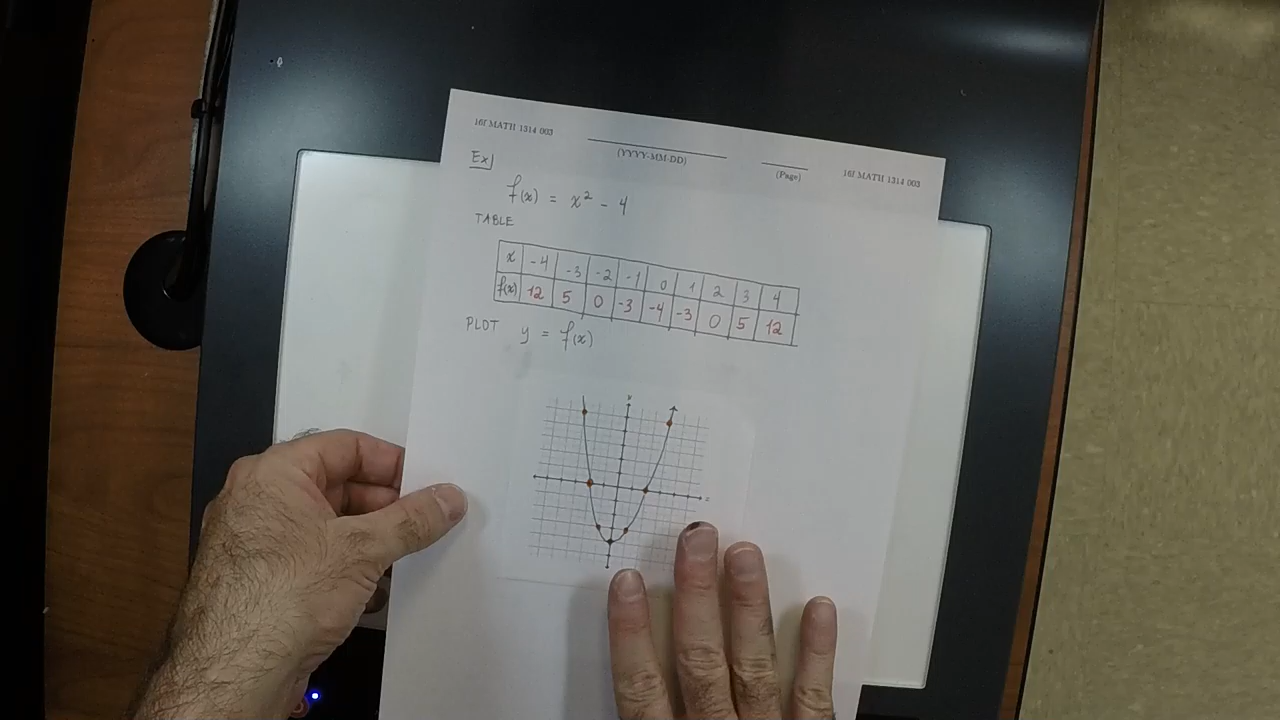 16f MATH 1314 003 (YYYY-MM-DD) (Page) 16f MATH 1314 003
Ex]
f(x) = x² - 4
TABLE
x -4 -3 -2 -1 0 1 2 3 4
f(x) 12 5 0 -3 -4 -3 0 5 12
PLOT y = f(x)
y
x